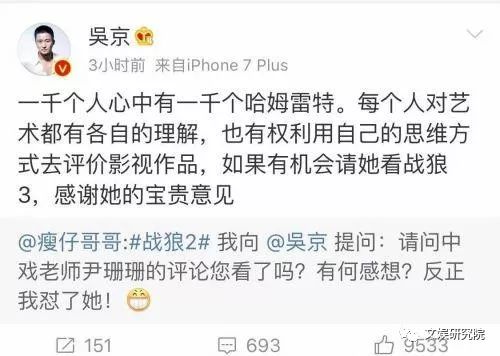 吳京
3小时前 来自iPhone 7 Plus
一千个人心中有一千个哈姆雷特。每个人对艺
术都有各自的理解，也有权利用自己的思维方
式去评价影视作品，如果有机会请她看战狼
3，感谢她的宝贵意见
@瘦仔哥哥:#战狼2# 我向 @吳京 提问：请问中
戏老师尹珊珊的评论您看了吗？有何感想？反正
我怼了她！
151 693 9533
文娱研究院